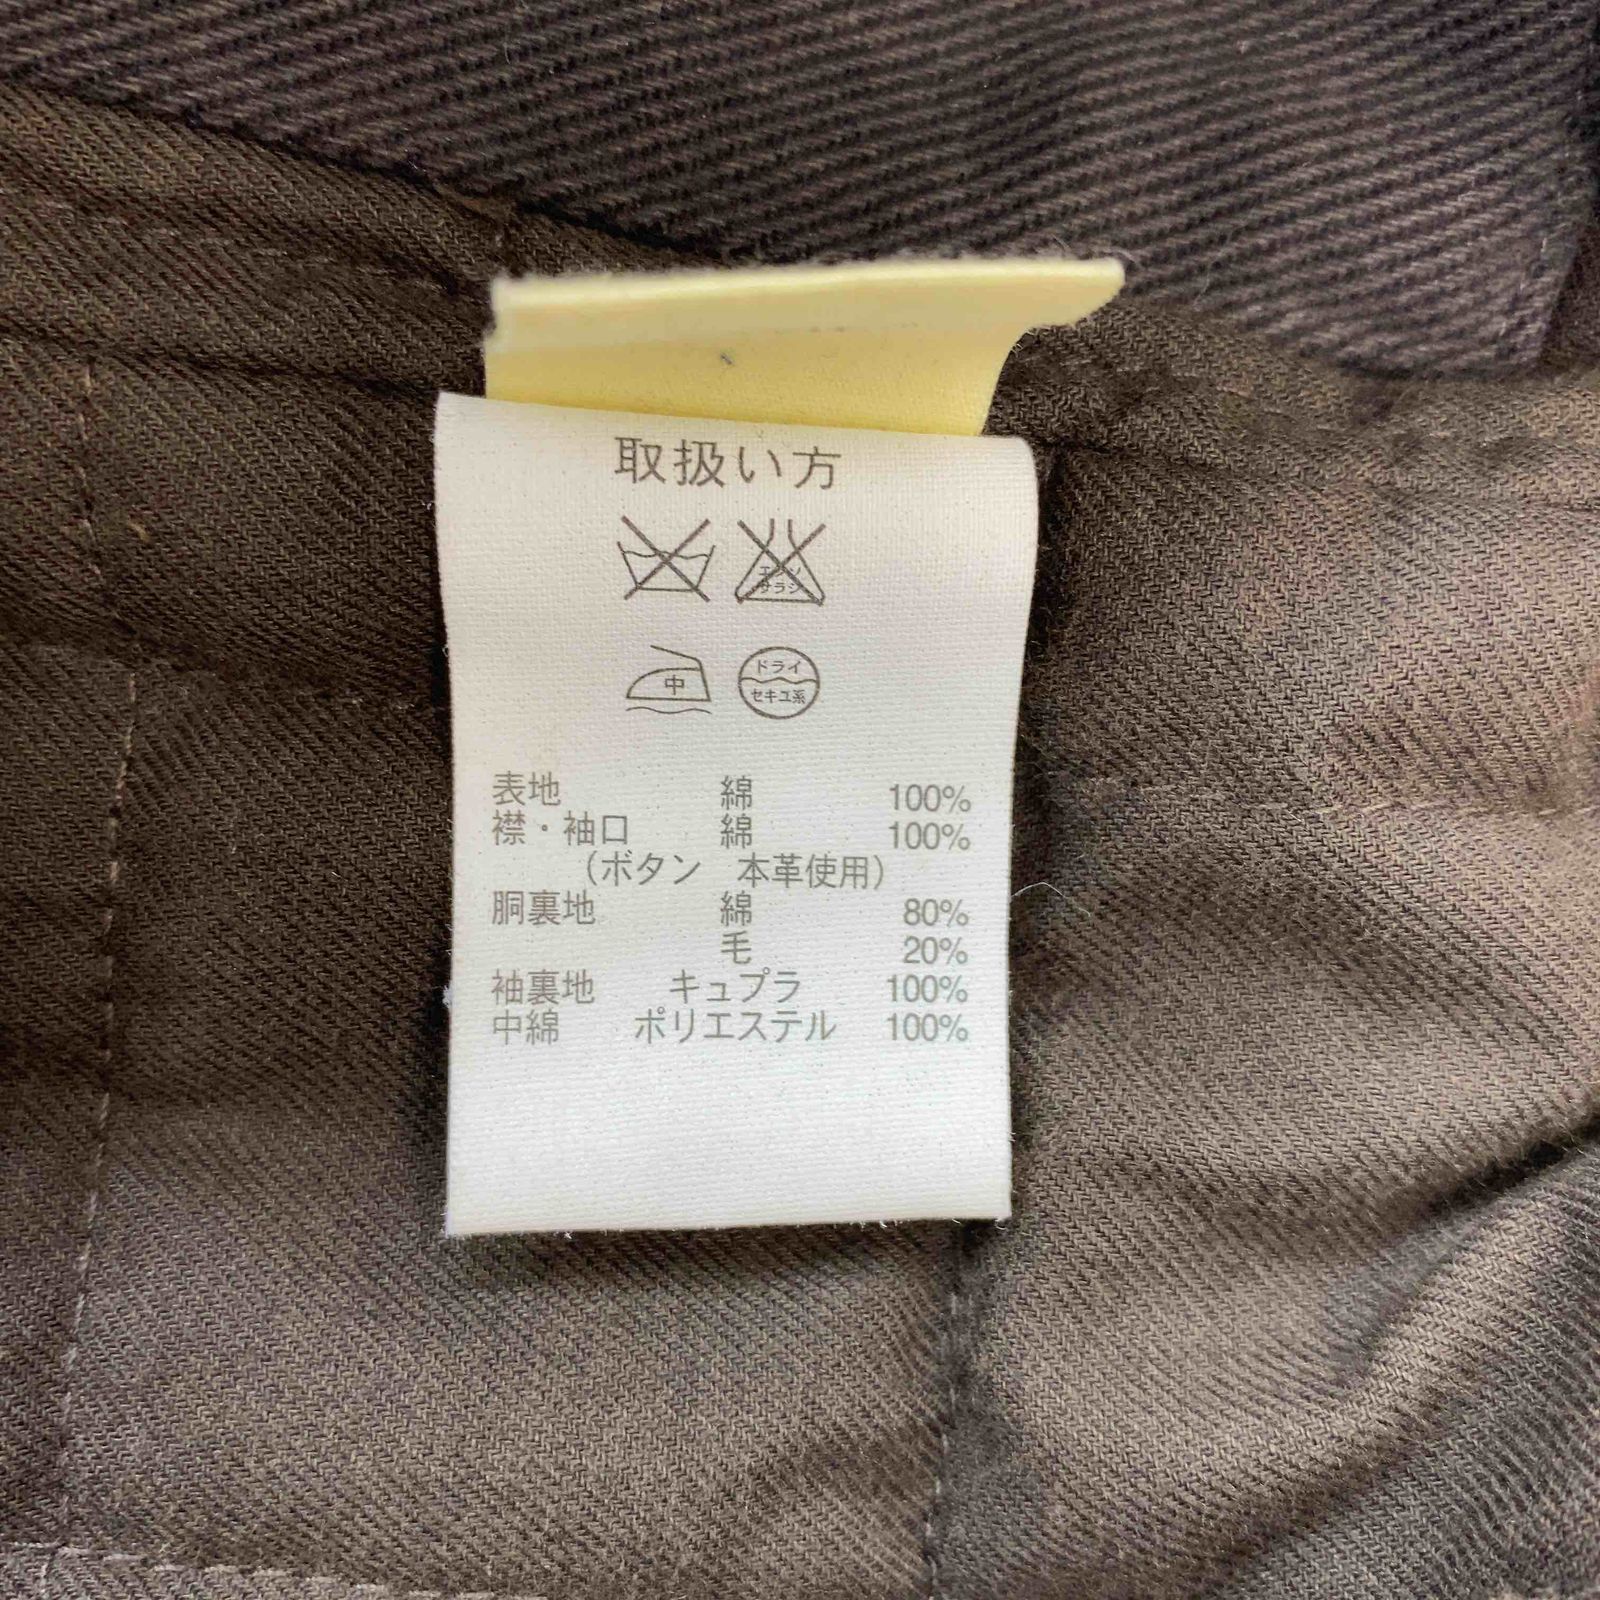 取扱い方
エンソ
サラシ
中
ドライ
セキユ系
表地 綿 100%
襟・袖口 綿 100%
(ボタン 本革使用)
胴裏地 綿 80%
毛 20%
袖裏地 キュプラ 100%
中綿 ポリエステル 100%